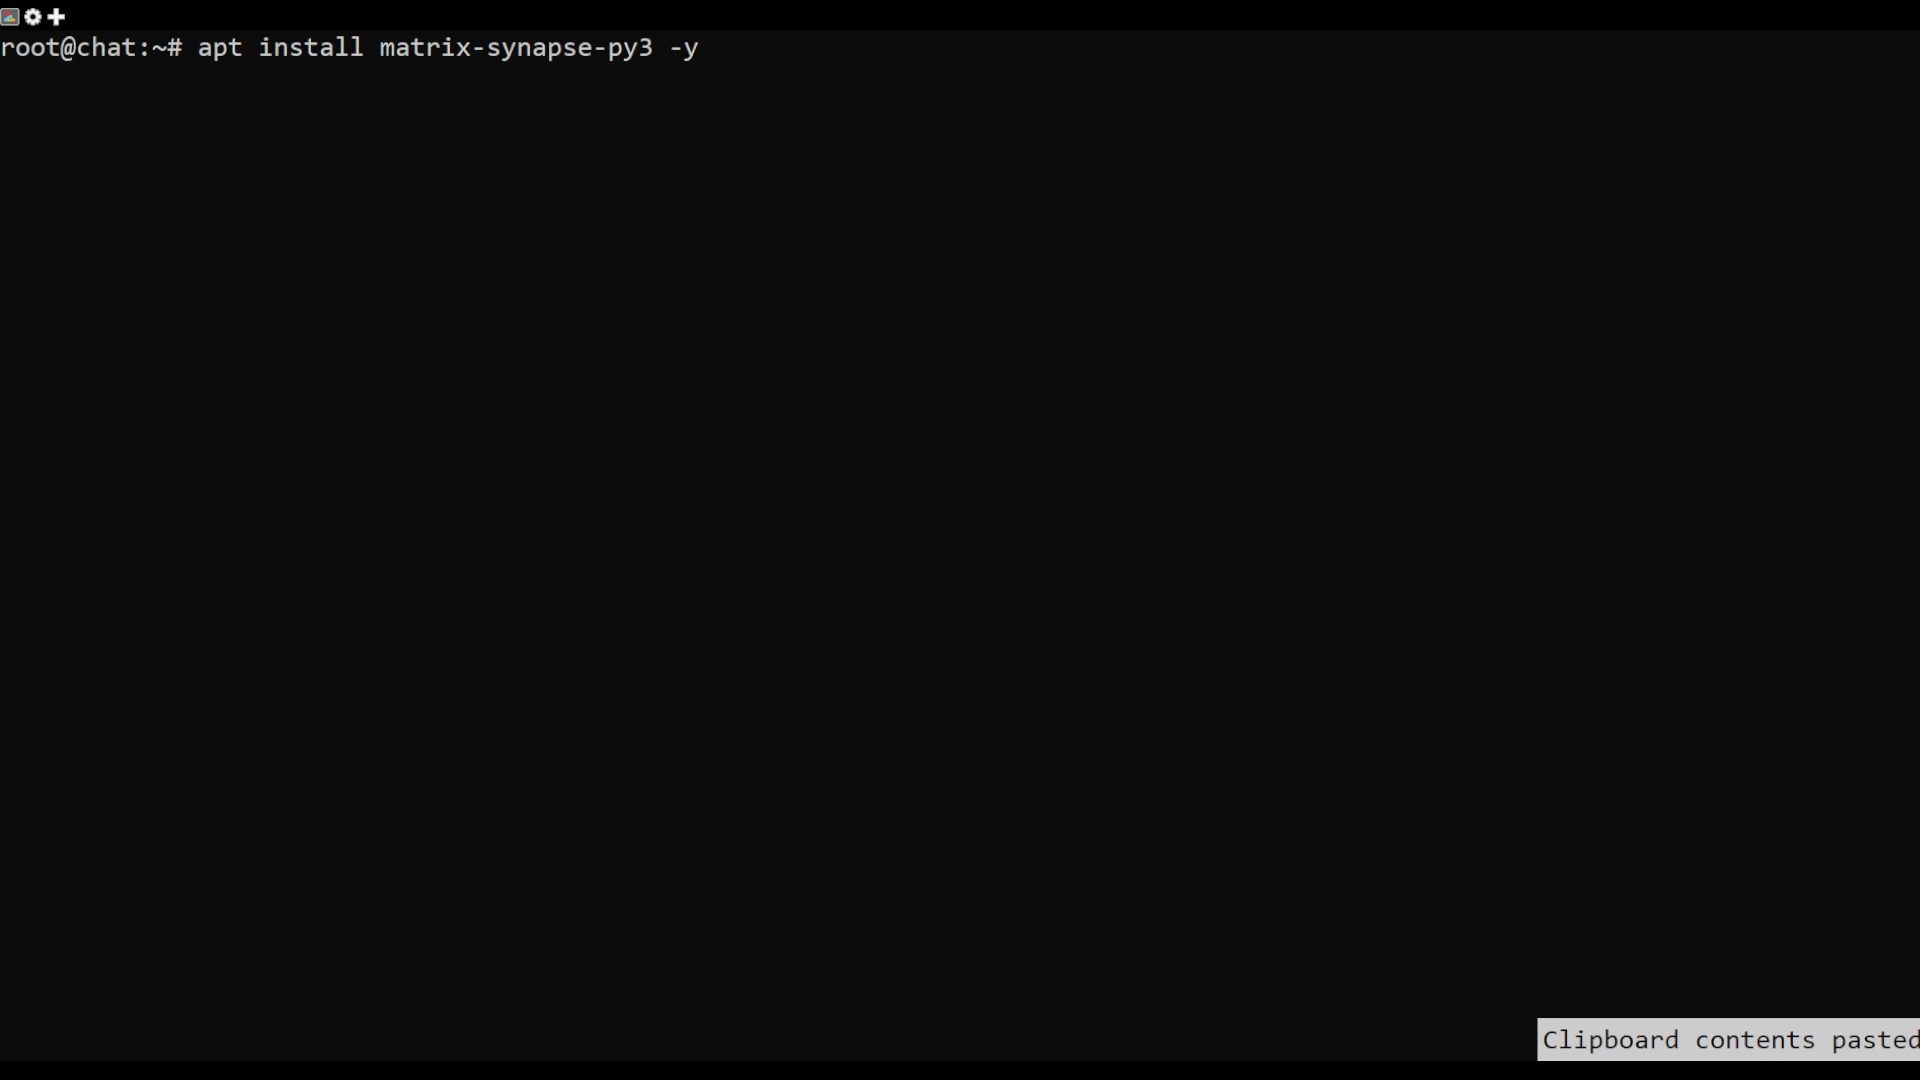 root@chat:~# apt install matrix-synapse-py3 -y
Clipboard contents pasted